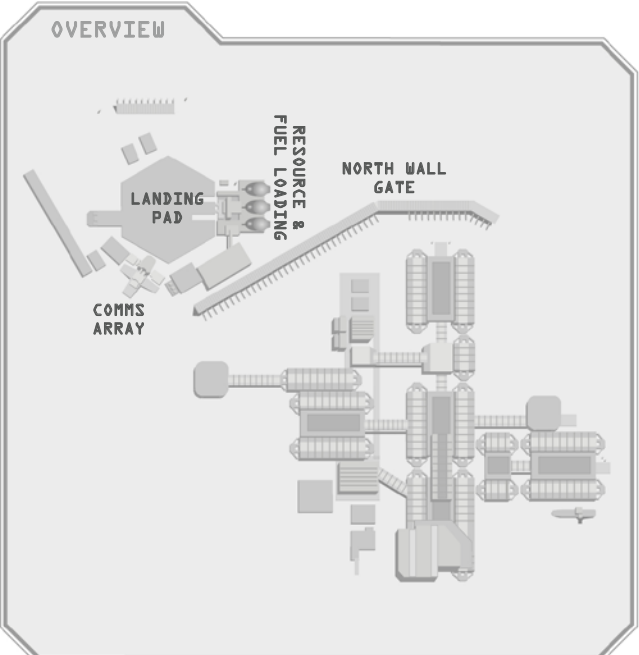 OVERVIEW
RESOURCE &
FUEL LOADING
NORTH WALL
GATE
LANDING
PAD
COMMS
ARRAY